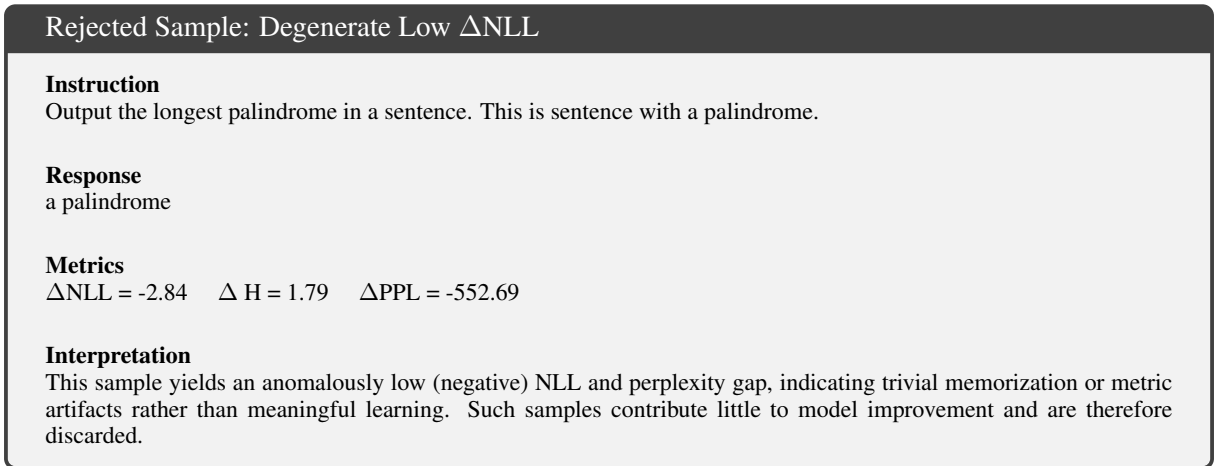 Rejected Sample: Degenerate Low ΔNLL
Instruction
Output the longest palindrome in a sentence. This is sentence with a palindrome.
Response
a palindrome
Metrics
ΔNLL = -2.84 Δ H = 1.79 ΔPPL = -552.69
Interpretation
This sample yields an anomalously low (negative) NLL and perplexity gap, indicating trivial memorization or metric
artifacts rather than meaningful learning. Such samples contribute little to model improvement and are therefore
discarded.